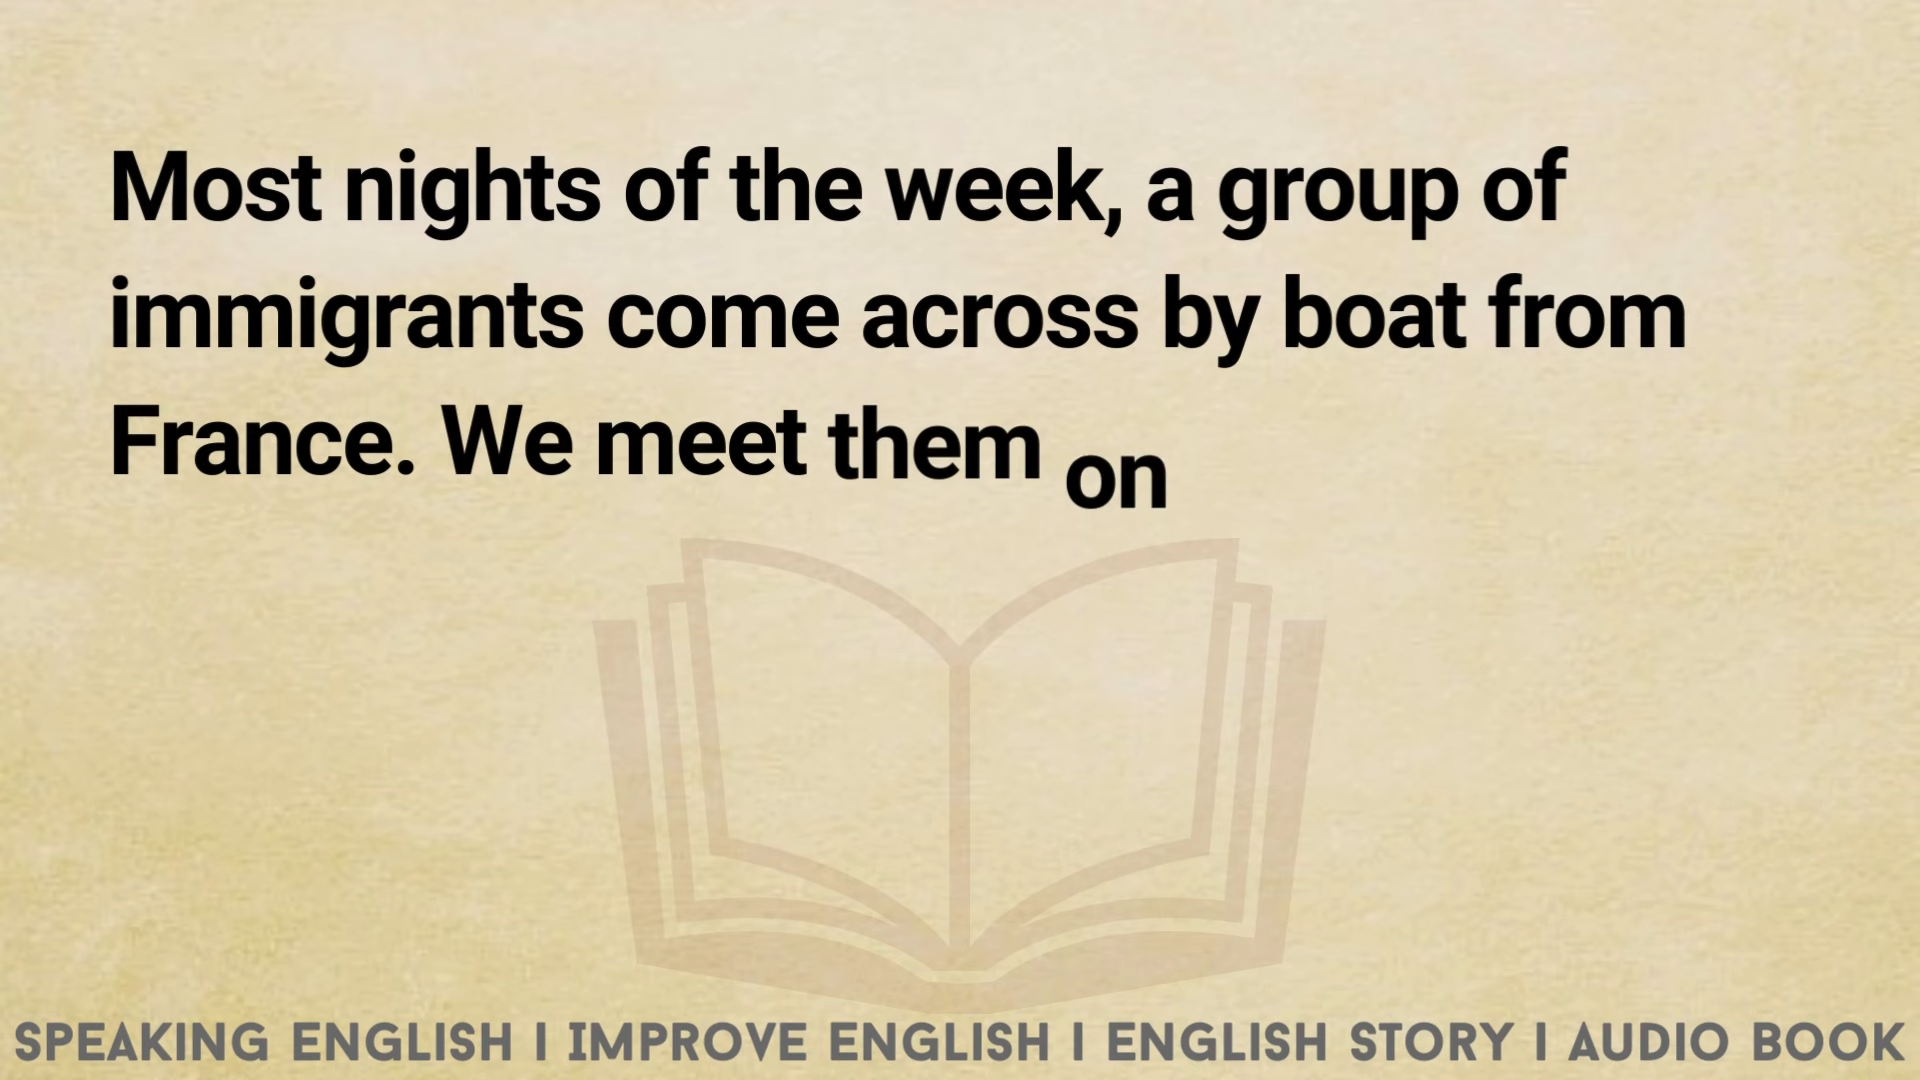 Most nights of the week, a group of
immigrants come across by boat from
France. We meet them on
SPEAKING ENGLISH I IMPROVE ENGLISH I ENGLISH STORY I AUDIO BOOK